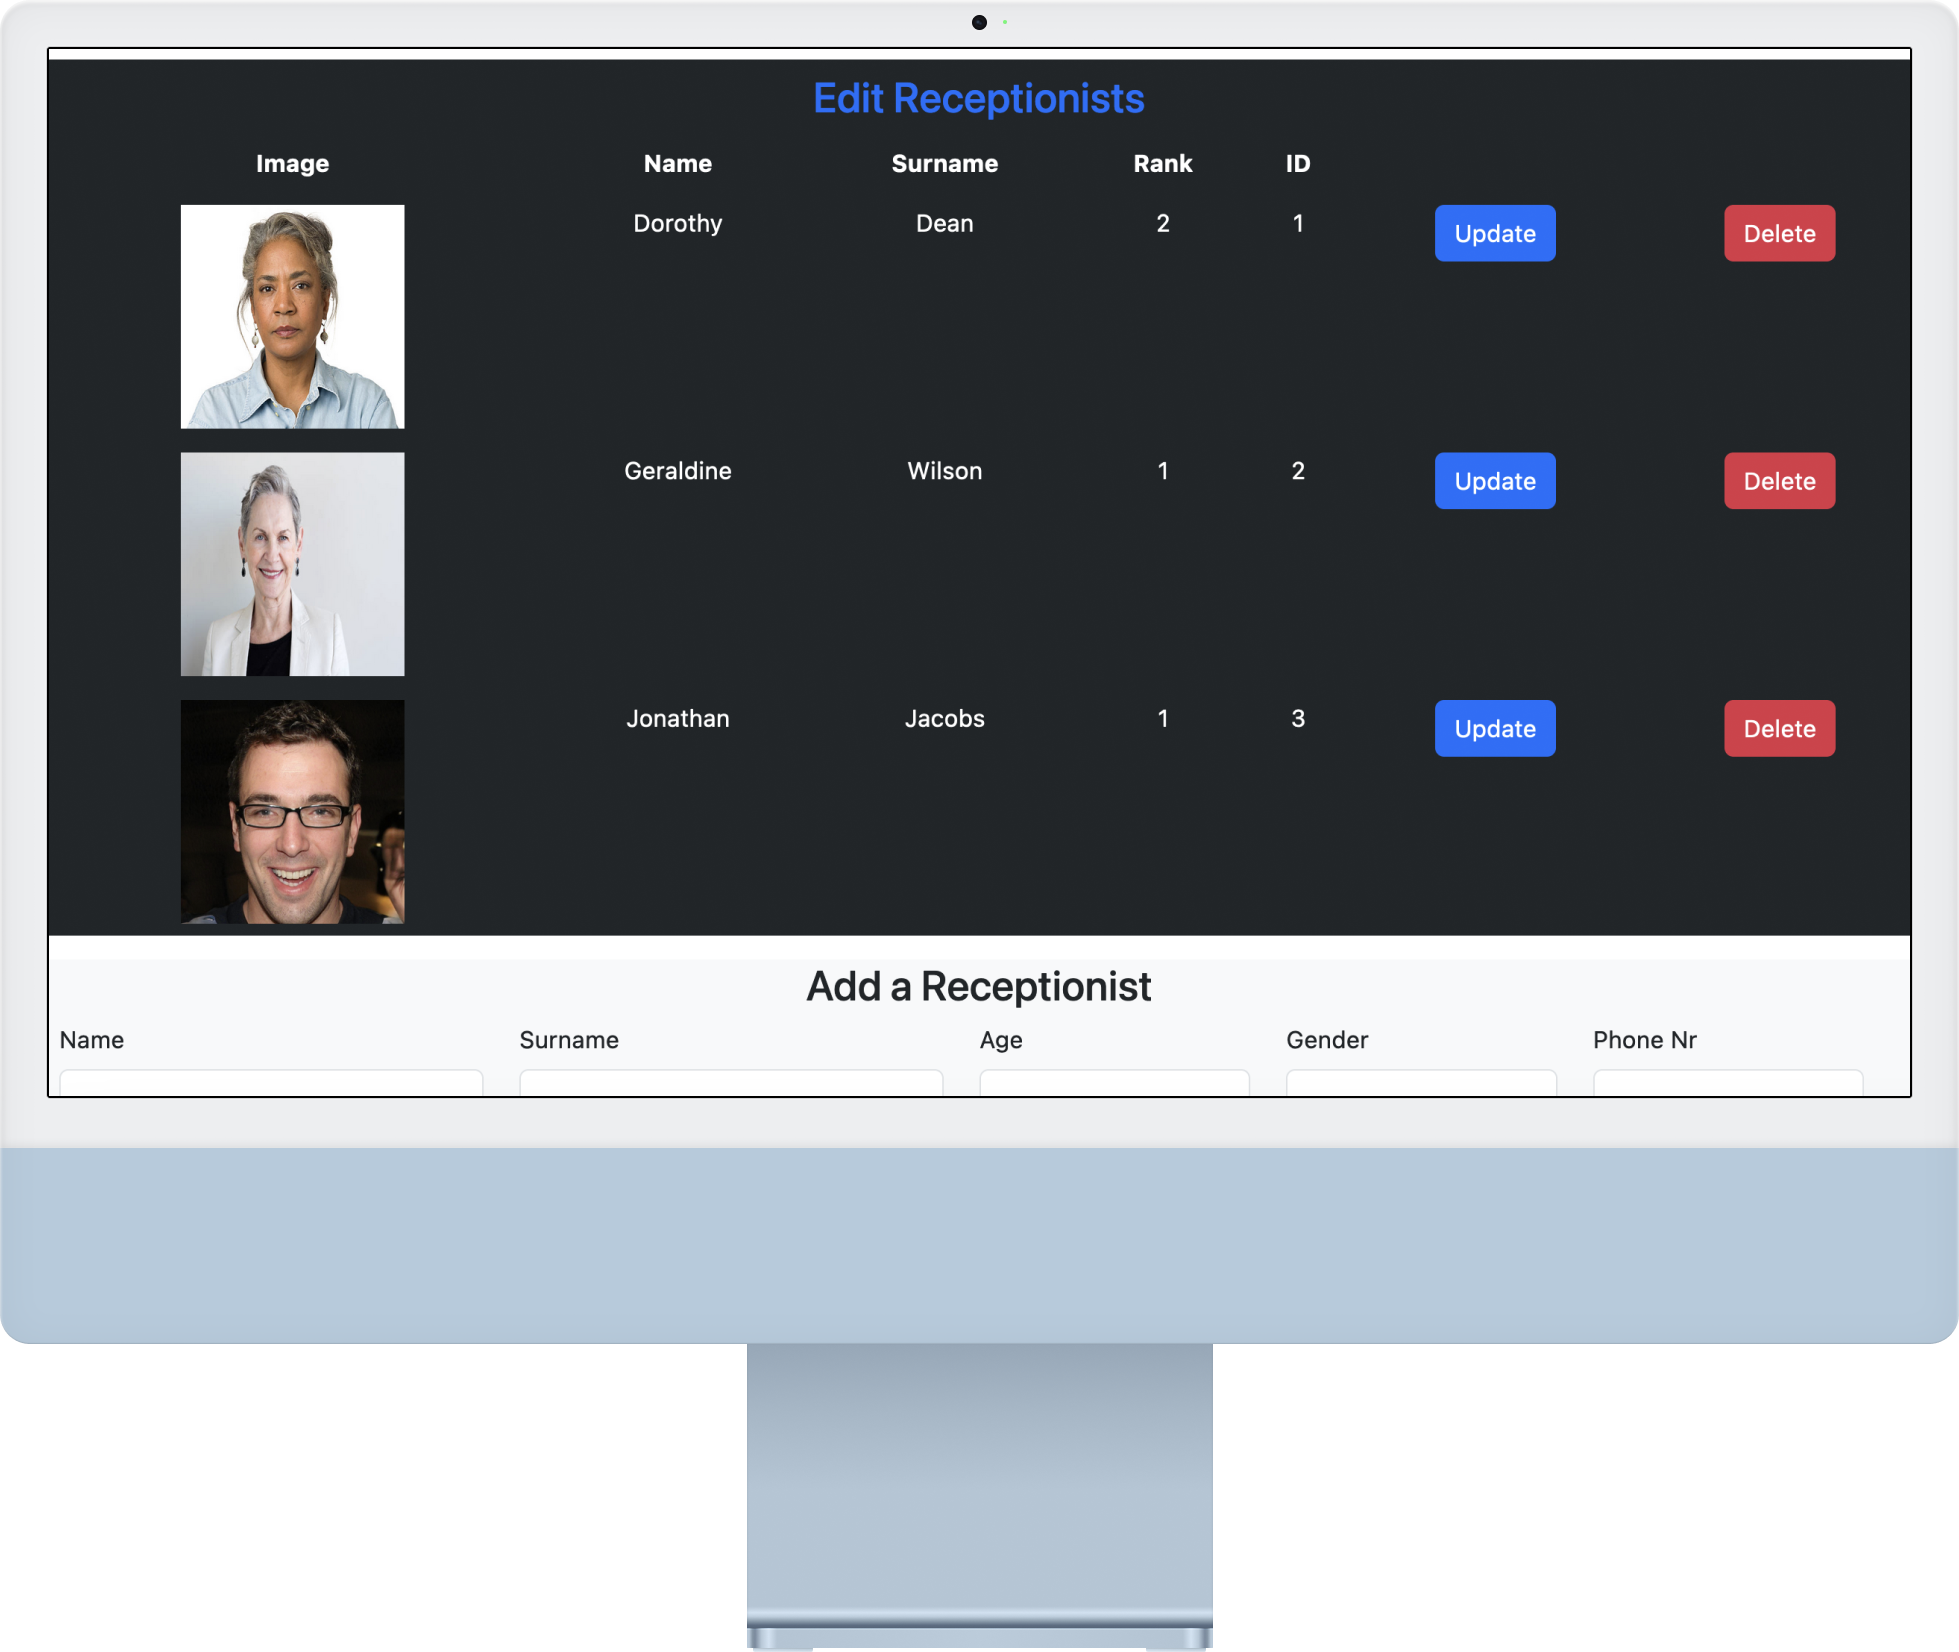 Edit Receptionists
Image Name Surname Rank ID
Dorothy Dean 2 1 Update Delete
Geraldine Wilson 1 2 Update Delete
Jonathan Jacobs 1 3 Update Delete
Add a Receptionist
Name Surname Age Gender Phone Nr